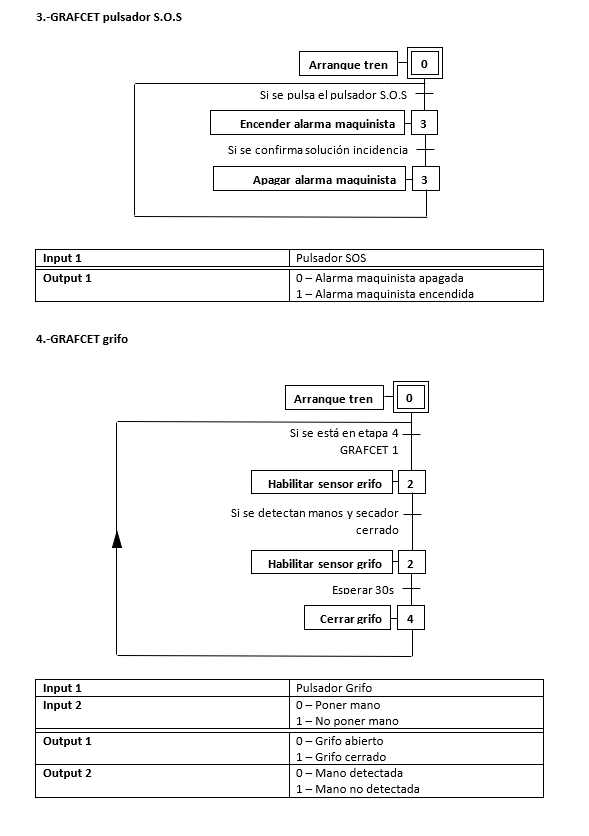 3.-GRAFCET pulsador S.O.S
Arranque tren
0
Si se pulsa el pulsador S.O.S
Encender alarma maquinista
3
Si se confirma solución incidencia
Apagar alarma maquinista
3
Input 1
Pulsador SOS
Output 1
0 – Alarma maquinista apagada
1 – Alarma maquinista encendida
4.-GRAFCET grifo
Arranque tren
0
Si se está en etapa 4
GRAFCET 1
Habilitar sensor grifo
2
Si se detectan manos y secador
cerrado
Habilitar sensor grifo
2
Esperar 30s
Cerrar grifo
4
Input 1
Pulsador Grifo
Input 2
0 – Poner mano
1 – No poner mano
Output 1
0 – Grifo abierto
1 – Grifo cerrado
Output 2
0 – Mano detectada
1 – Mano no detectada